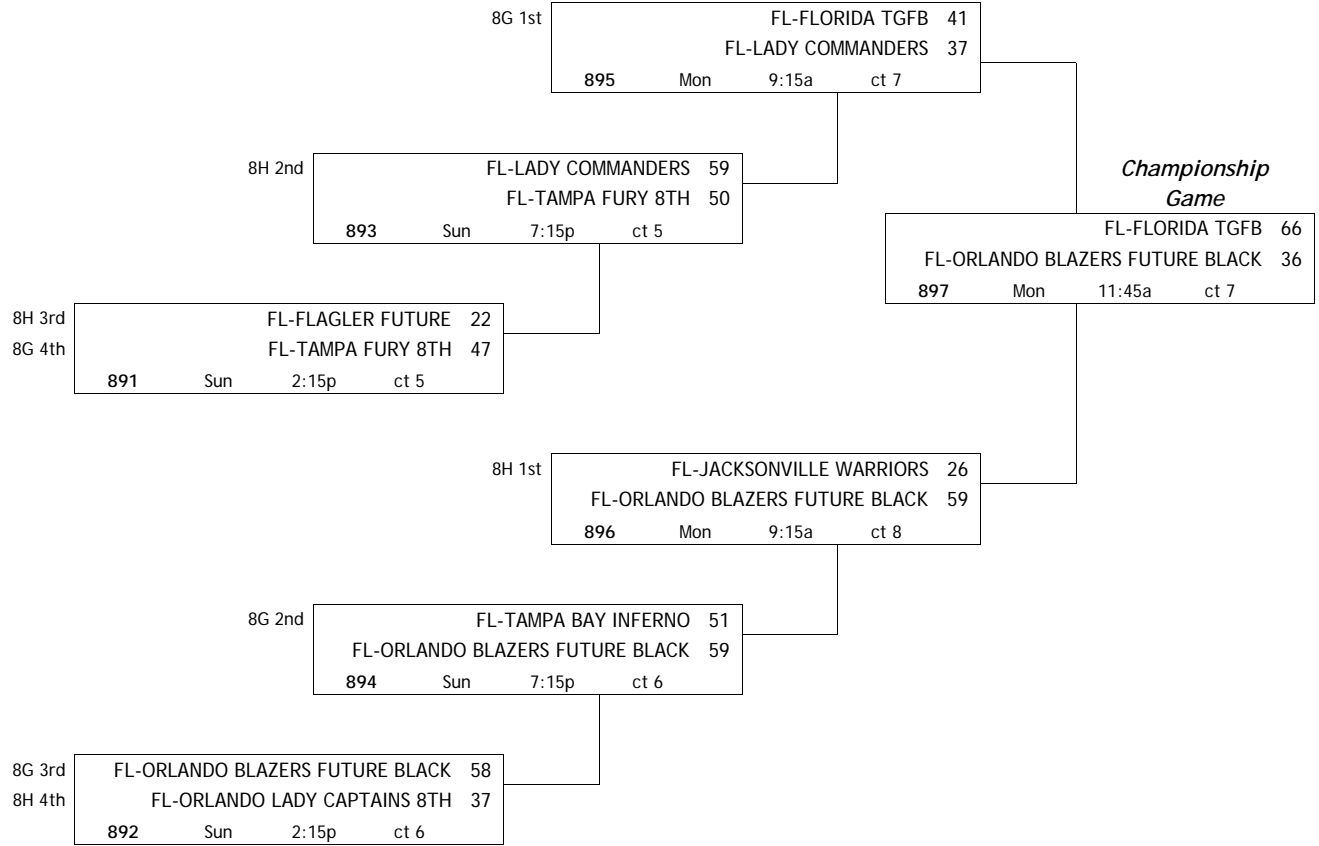 8G 1st
FL-FLORIDA TGFB 41
FL-LADY COMMANDERS 37
895 Mon 9:15a ct 7
8H 2nd
FL-LADY COMMANDERS 59
FL-TAMPA FURY 8TH 50
893 Sun 7:15p ct 5
Championship
Game
FL-FLORIDA TGFB 66
FL-ORLANDO BLAZERS FUTURE BLACK 36
897 Mon 11:45a ct 7
8H 3rd FL-FLAGLER FUTURE 22
8G 4th FL-TAMPA FURY 8TH 47
891 Sun 2:15p ct 5
8H 1st
FL-JACKSONVILLE WARRIORS 26
FL-ORLANDO BLAZERS FUTURE BLACK 59
896 Mon 9:15a ct 8
8G 2nd
FL-TAMPA BAY INFERNO 51
FL-ORLANDO BLAZERS FUTURE BLACK 59
894 Sun 7:15p ct 6
8G 3rd FL-ORLANDO BLAZERS FUTURE BLACK 58
8H 4th FL-ORLANDO LADY CAPTAINS 8TH 37
892 Sun 2:15p ct 6